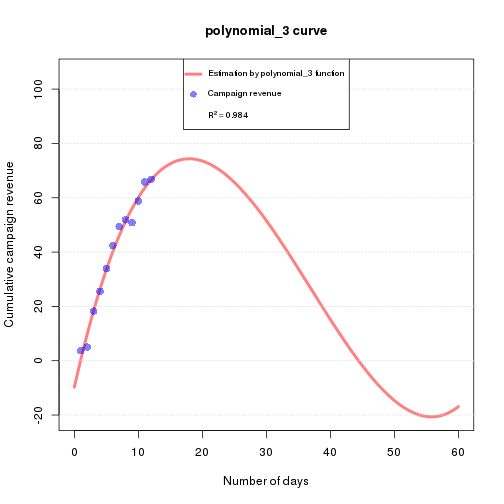 polynomial_3 curve
Estimation by polynomial_3 function
Campaign revenue
R² = 0.984
Cumulative campaign revenue
100
80
60
40
20
0
-20
0 10 20 30 40 50 60
Number of days